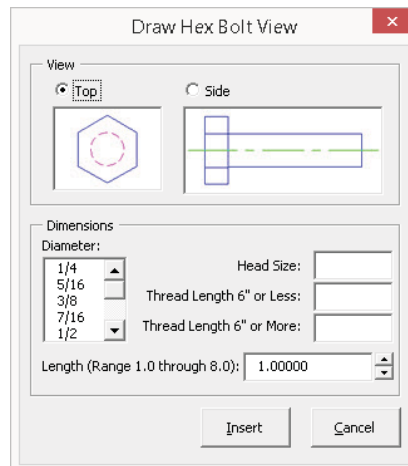 Draw Hex Bolt View
View
Top
Side
Dimensions
Diameter:
1/4
5/16
3/8
7/16
1/2
Head Size:
Thread Length 6" or Less:
Thread Length 6" or More:
Length (Range 1.0 through 8.0): 1.00000
Insert
Cancel